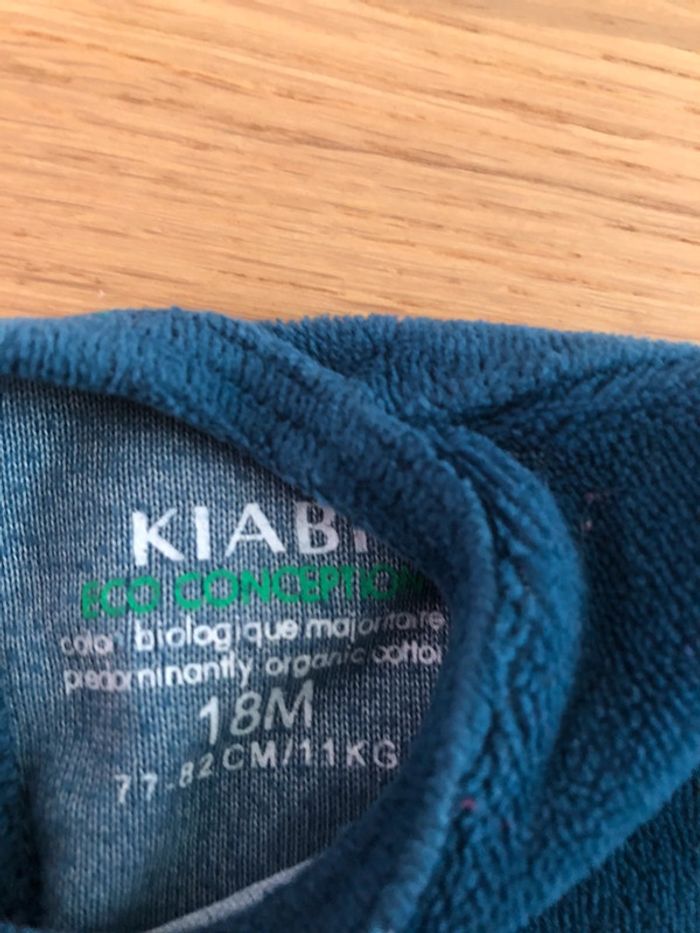 KIABI
ECO CONCEPTION
coton biologique majoritaire
predominantly organic cotton
18M
77-82CM/11KG